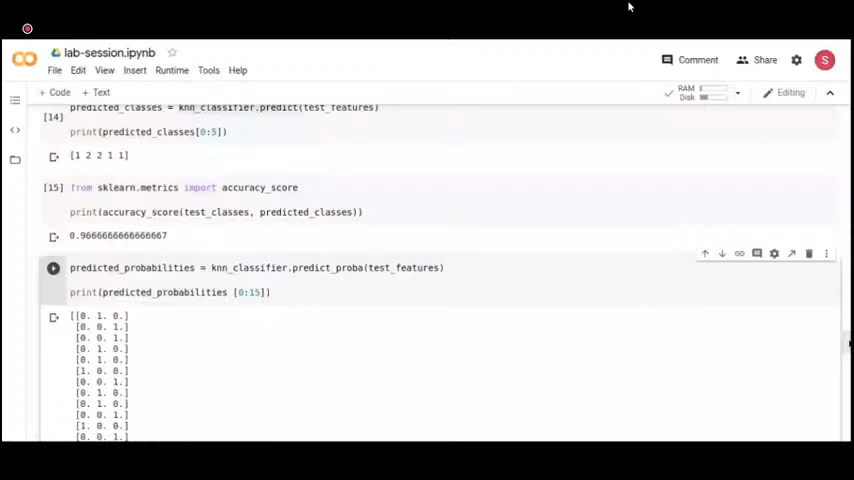 lab-session.ipynb
File Edit View Insert Runtime Tools Help
Comment Share S
+ Code + Text
RAM
Disk
Editing
predicted_classes = knn_classifier.predict(test_features)
[14]
print(predicted_classes[0:5])
[1 2 2 1 1]
[15] from sklearn.metrics import accuracy_score
print(accuracy_score(test_classes, predicted_classes))
0.9666666666666667
predicted_probabilities = knn_classifier.predict_proba(test_features)
print(predicted_probabilities [0:15])
[[0. 1. 0.]
[0. 0. 1.]
[0. 0. 1.]
[0. 1. 0.]
[0. 1. 0.]
[1. 0. 0.]
[0. 0. 1.]
[0. 1. 0.]
[0. 1. 0.]
[0. 0. 1.]
[1. 0. 0.]
[0. 0. 1.]